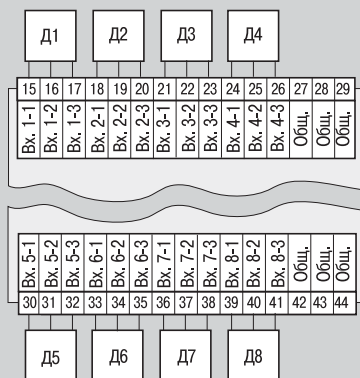 Д1 Д2 Д3 Д4
15 16 17 18 19 20 21 22 23 24 25 26 27 28 29
Вх. 1-1 Вх. 1-2 Вх. 1-3 Вх. 2-1 Вх. 2-2 Вх. 2-3 Вх. 3-1 Вх. 3-2 Вх. 3-3 Вх. 4-1 Вх. 4-2 Вх. 4-3 Общ. Общ. Общ.
Вх. 5-1 Вх. 5-2 Вх. 5-3 Вх. 6-1 Вх. 6-2 Вх. 6-3 Вх. 7-1 Вх. 7-2 Вх. 7-3 Вх. 8-1 Вх. 8-2 Вх. 8-3 Общ. Общ. Общ.
30 31 32 33 34 35 36 37 38 39 40 41 42 43 44
Д5 Д6 Д7 Д8